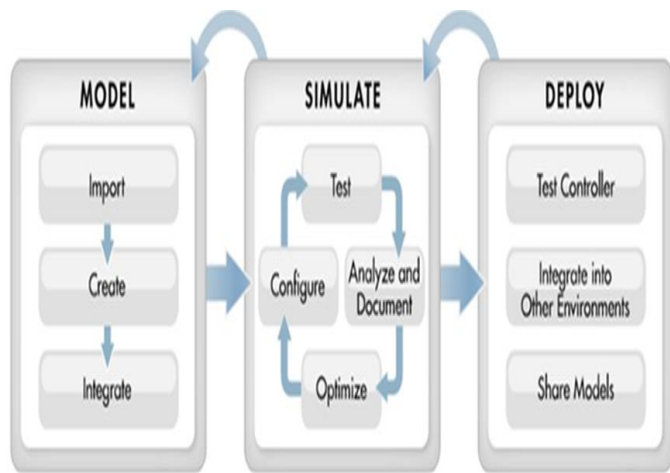 MODEL
Import
Create
Integrate
SIMULATE
Test
Configure
Analyze and
Document
Optimize
DEPLOY
Test Controller
Integrate into
Other Environments
Share Models